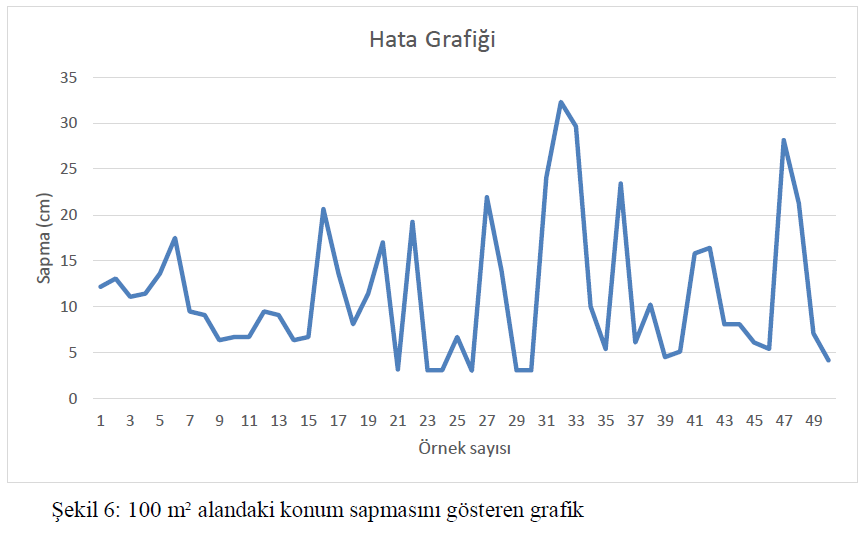 Hata Grafiği
35
30
25
20
15
10
5
0
Sapma (cm)
1 3 5 7 9 11 13 15 17 19 21 23 25 27 29 31 33 35 37 39 41 43 45 47 49
Örnek sayısı
Şekil 6: 100 m² alandaki konum sapmasını gösteren grafik